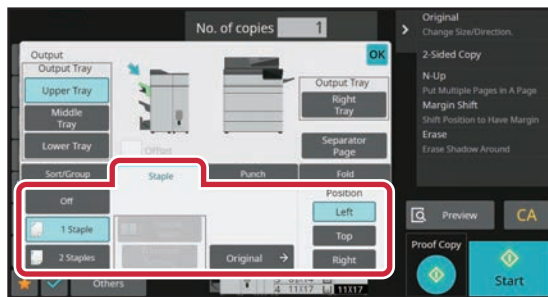 No. of copies 1
Output
OK
Output Tray
Upper Tray
Middle
Tray
Lower Tray
Offset
Output Tray
Right
Tray
Separator
Page
Sort/Group
Staple
Punch
Fold
Off
1 Staple
2 Staples
Original
Position
Left
Top
Right
Others
11X17
Original
Change Size/Direction.
2-Sided Copy
N-Up
Put Multiple Pages in A Page
Margin Shift
Shift Position to Have Margin
Erase
Erase Shadow Around
Preview
CA
Proof Copy
Start